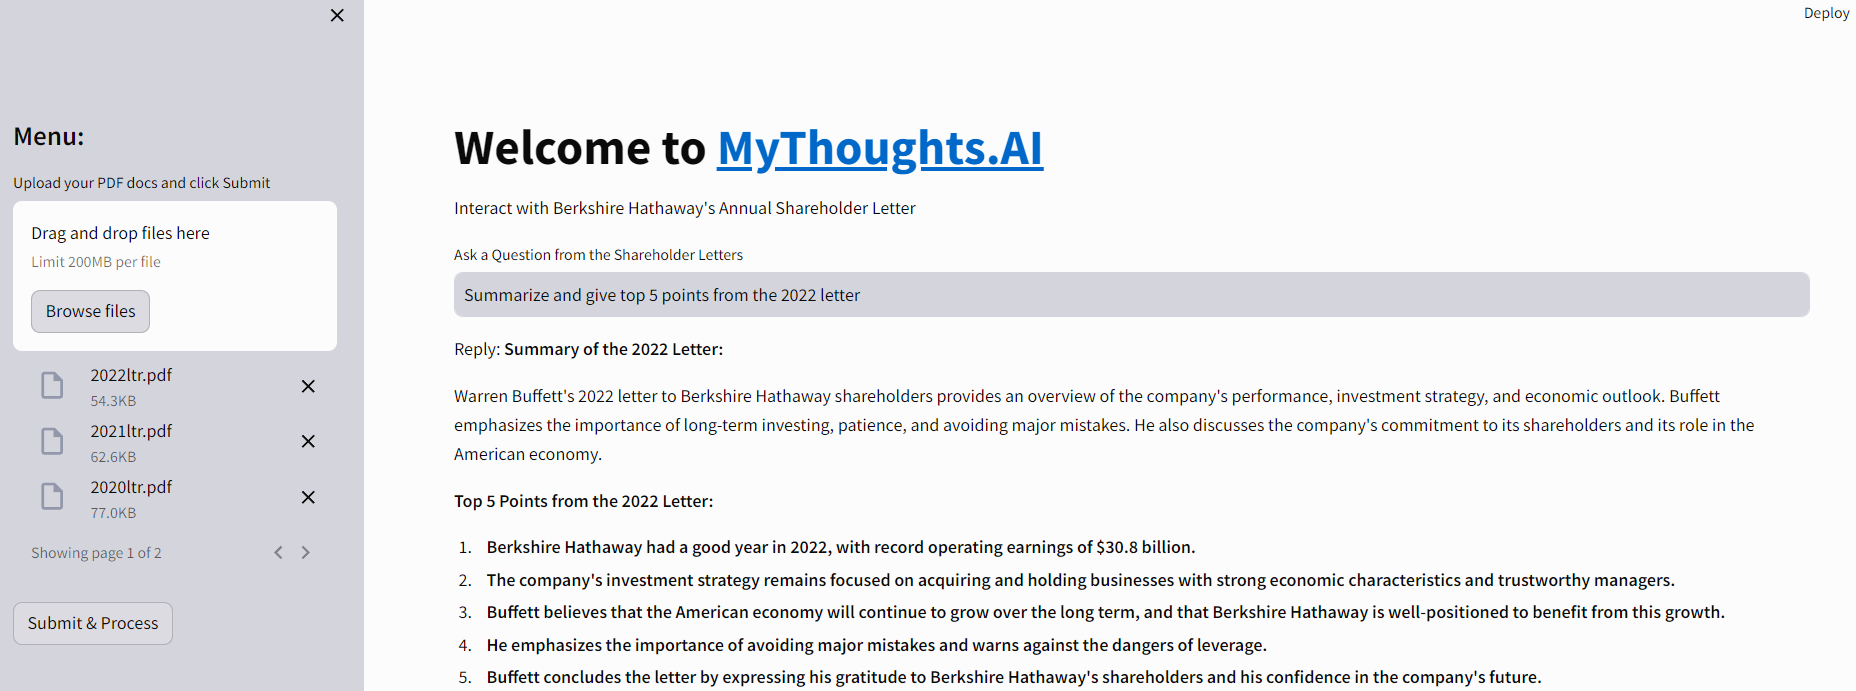 Deploy
Menu:
Upload your PDF docs and click Submit
Drag and drop files here
Limit 200MB per file
Browse files
2022ltr.pdf
54.3KB
2021ltr.pdf
62.6KB
2020ltr.pdf
77.0KB
Showing page 1 of 2
Submit & Process
Welcome to MyThoughts.AI
Interact with Berkshire Hathaway's Annual Shareholder Letter
Ask a Question from the Shareholder Letters
Summarize and give top 5 points from the 2022 letter
Reply: Summary of the 2022 Letter:
Warren Buffett's 2022 letter to Berkshire Hathaway shareholders provides an overview of the company's performance, investment strategy, and economic outlook. Buffett
emphasizes the importance of long-term investing, patience, and avoiding major mistakes. He also discusses the company's commitment to its shareholders and its role in the
American economy.
Top 5 Points from the 2022 Letter:
1. Berkshire Hathaway had a good year in 2022, with record operating earnings of $30.8 billion.
2. The company's investment strategy remains focused on acquiring and holding businesses with strong economic characteristics and trustworthy managers.
3. Buffett believes that the American economy will continue to grow over the long term, and that Berkshire Hathaway is well-positioned to benefit from this growth.
4. He emphasizes the importance of avoiding major mistakes and warns against the dangers of leverage.
5. Buffett concludes the letter by expressing his gratitude to Berkshire Hathaway's shareholders and his confidence in the company's future.